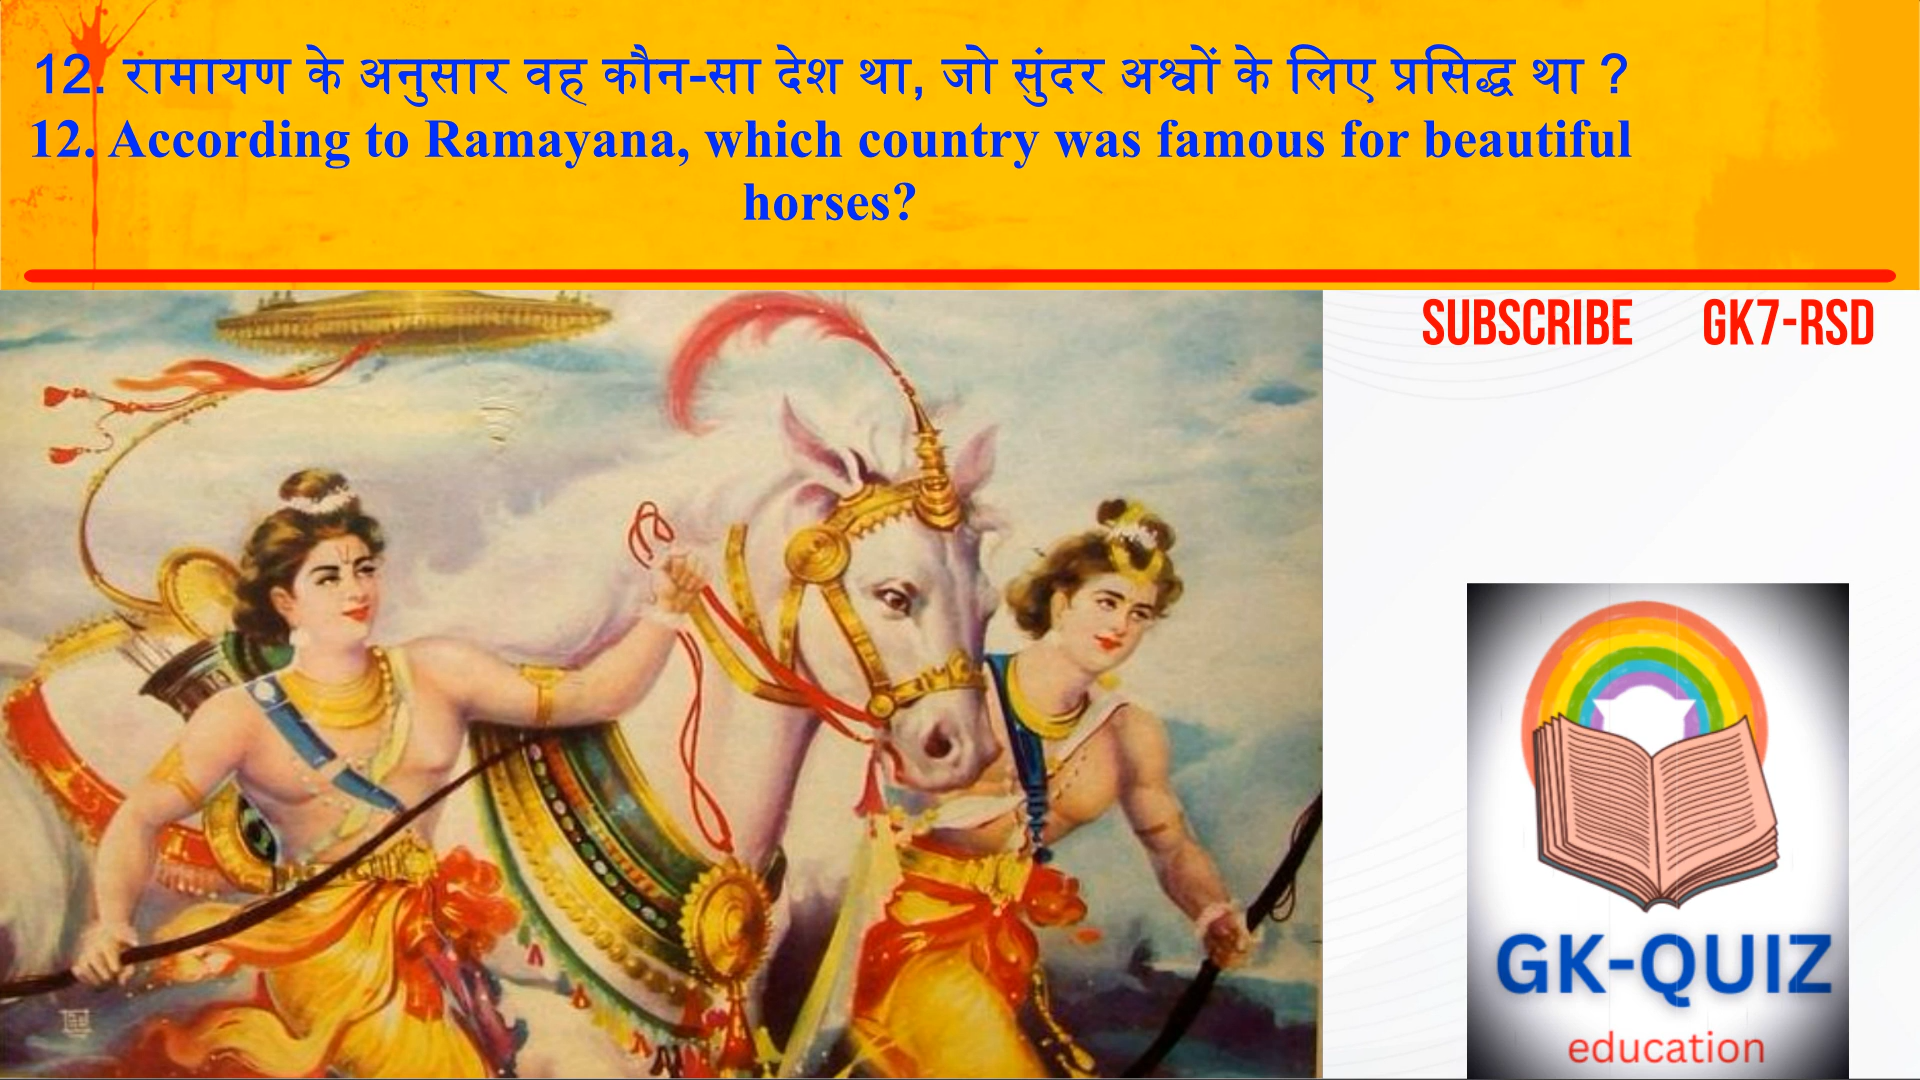 12. रामायण के अनुसार वह कौन-सा देश था, जो सुंदर अश्वों के लिए प्रसिद्ध था ?
12. According to Ramayana, which country was famous for beautiful
horses?
SUBSCRIBE GK7-RSD
GK-QUIZ
education